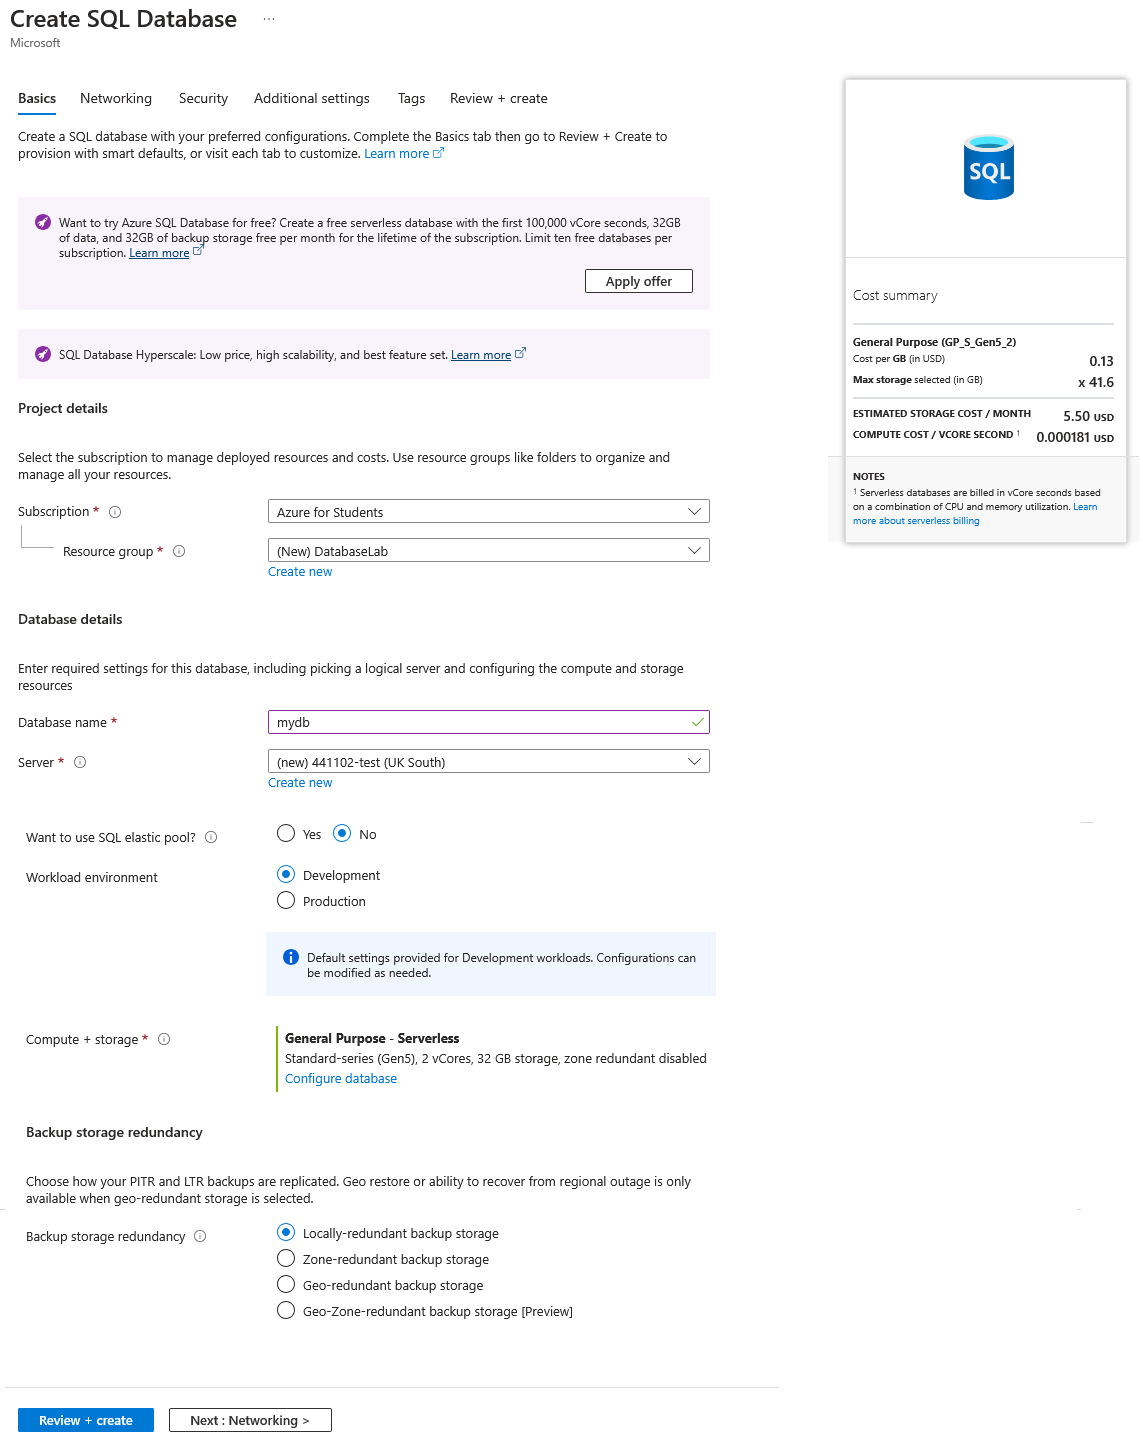 Create SQL Database ...
Microsoft
Basics Networking Security Additional settings Tags Review + create
Create a SQL database with your preferred configurations. Complete the Basics tab then go to Review + Create to
provision with smart defaults, or visit each tab to customize. Learn more
Want to try Azure SQL Database for free? Create a free serverless database with the first 100,000 vCore seconds, 32GB
of data, and 32GB of backup storage free per month for the lifetime of the subscription. Limit ten free databases per
subscription. Learn more
Apply offer
SQL Database Hyperscale: Low price, high scalability, and best feature set. Learn more
Project details
Select the subscription to manage deployed resources and costs. Use resource groups like folders to organize and
manage all your resources.
Subscription *
Azure for Students
Resource group *
(New) DatabaseLab
Create new
Database details
Enter required settings for this database, including picking a logical server and configuring the compute and storage
resources
Database name *
mydb
Server *
(new) 441102-test (UK South)
Create new
Want to use SQL elastic pool?
Yes No
Workload environment
Development
Production
Default settings provided for Development workloads. Configurations can
be modified as needed.
Compute + storage *
General Purpose - Serverless
Standard-series (Gen5), 2 vCores, 32 GB storage, zone redundant disabled
Configure database
Backup storage redundancy
Choose how your PITR and LTR backups are replicated. Geo restore or ability to recover from regional outage is only
available when geo-redundant storage is selected.
Backup storage redundancy
Locally-redundant backup storage
Zone-redundant backup storage
Geo-redundant backup storage
Geo-Zone-redundant backup storage [Preview]
Review + create
Next : Networking >
SQL
Cost summary
General Purpose (GP_S_Gen5_2)
Cost per GB (in USD) 0.13
Max storage selected (in GB) x 41.6
ESTIMATED STORAGE COST / MONTH 5.50 USD
COMPUTE COST / VCORE SECOND ¹ 0.000181 USD
NOTES
¹ Serverless databases are billed in vCore seconds based
on a combination of CPU and memory utilization. Learn
more about serverless billing